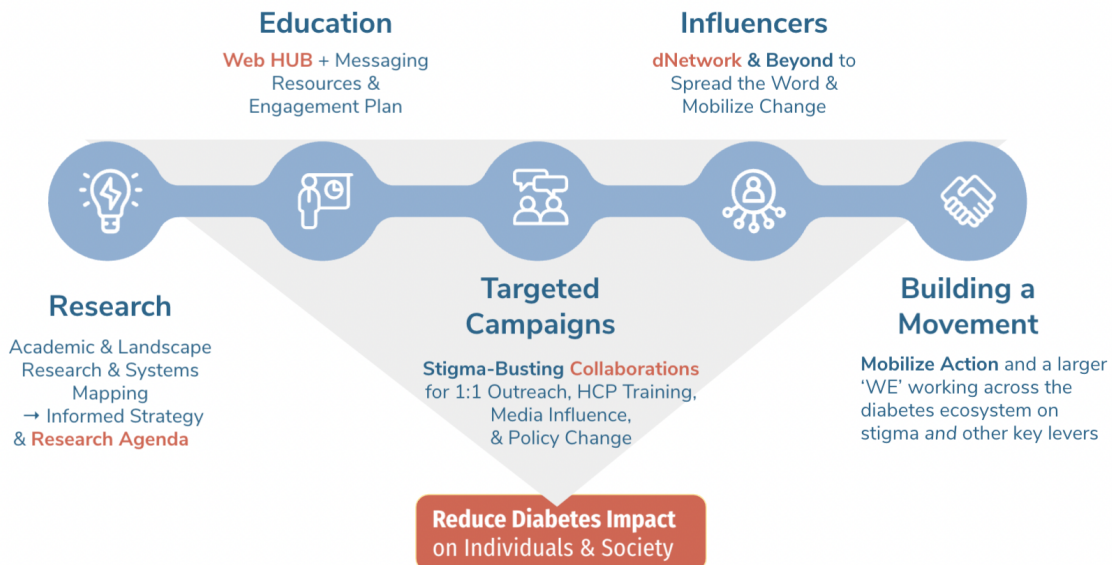 Education
Web HUB + Messaging
Resources &
Engagement Plan
Influencers
dNetwork & Beyond to
Spread the Word &
Mobilize Change
Research
Academic & Landscape
Research & Systems
Mapping
→ Informed Strategy
& Research Agenda
Targeted
Campaigns
Stigma-Busting Collaborations
for 1:1 Outreach, HCP Training,
Media Influence,
& Policy Change
Building a
Movement
Mobilize Action and a larger
‘WE’ working across the
diabetes ecosystem on
stigma and other key levers
Reduce Diabetes Impact
on Individuals & Society